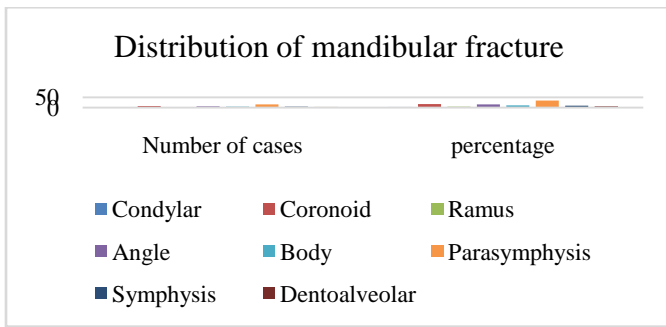 Distribution of mandibular fracture
50
0
Number of cases percentage
Condylar Coronoid Ramus
Angle Body Parasymphysis
Symphysis Dentoalveolar